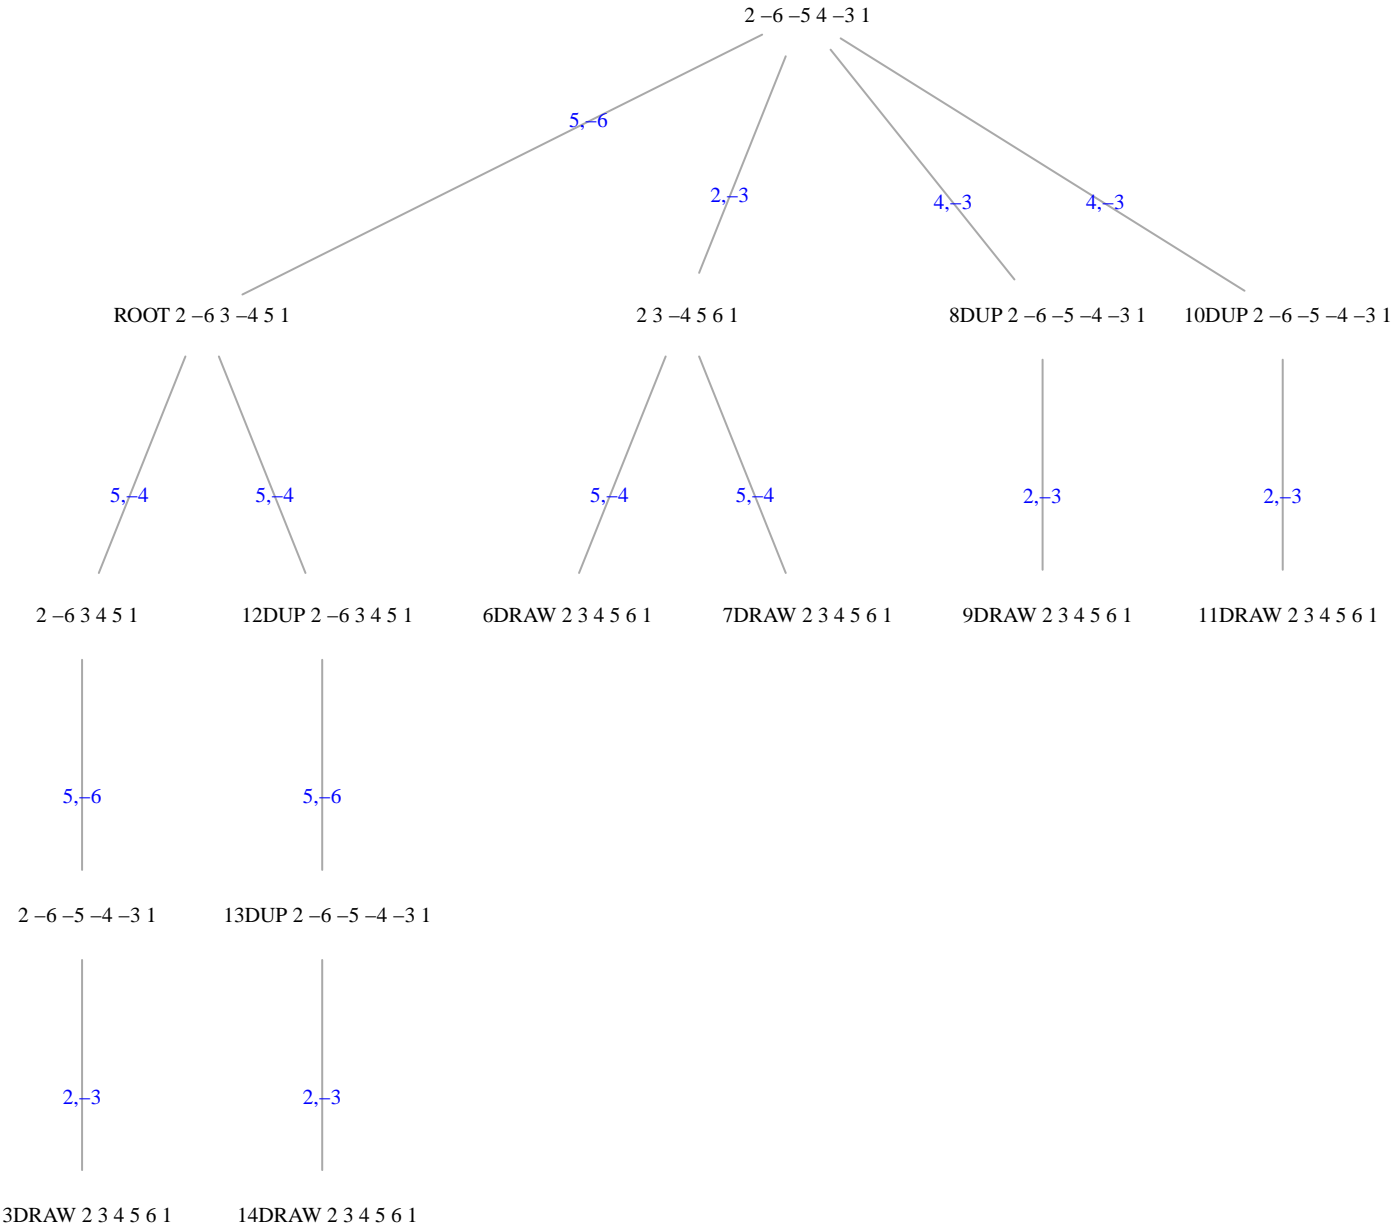 2 –6 –5 4 –3 1
5,–6
2,–3
4,–3
4,–3
ROOT 2 –6 3 –4 5 1
2 3 –4 5 6 1
8DUP 2 –6 –5 –4 –3 1
10DUP 2 –6 –5 –4 –3 1
5,–4
5,–4
5,–4
5,–4
2,–3
2,–3
2 –6 3 4 5 1
12DUP 2 –6 3 4 5 1
6DRAW 2 3 4 5 6 1
7DRAW 2 3 4 5 6 1
9DRAW 2 3 4 5 6 1
11DRAW 2 3 4 5 6 1
5,–6
5,–6
2 –6 –5 –4 –3 1
13DUP 2 –6 –5 –4 –3 1
2,–3
2,–3
3DRAW 2 3 4 5 6 1
14DRAW 2 3 4 5 6 1